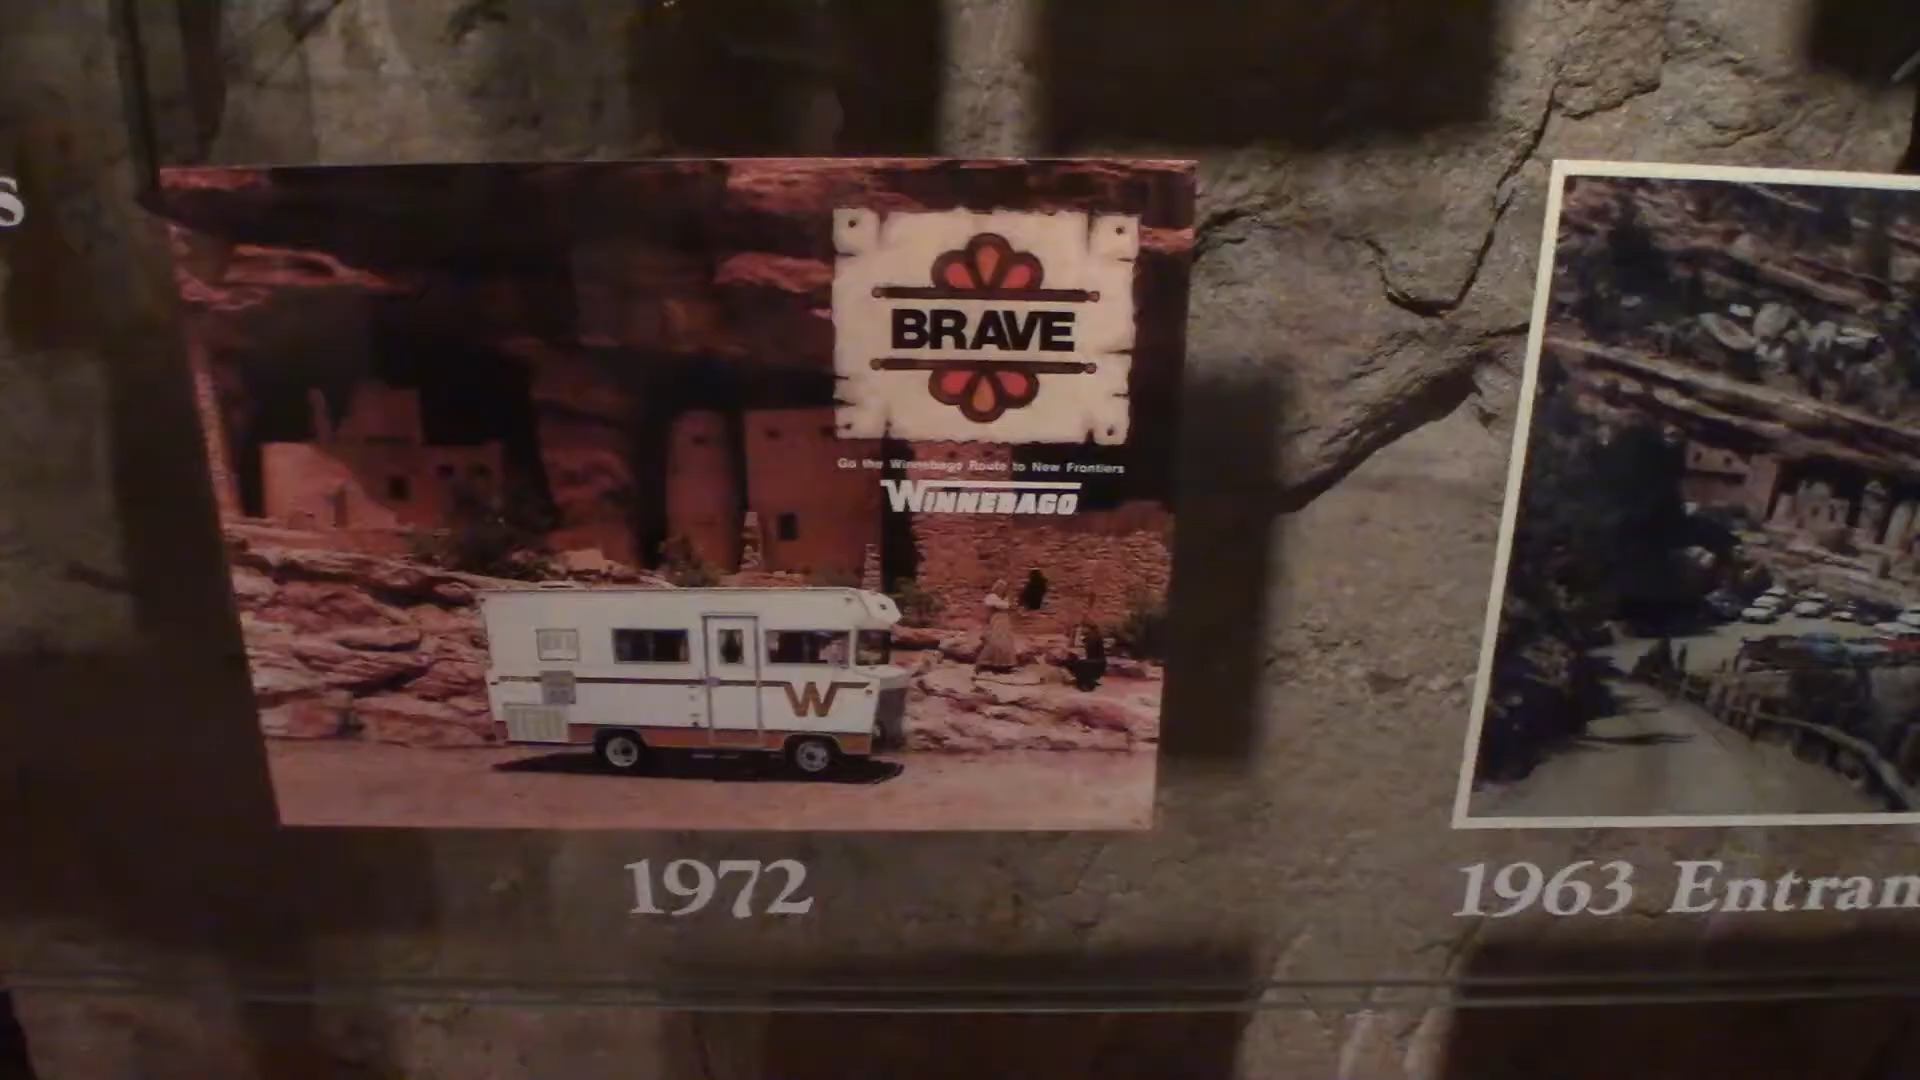 s
BRAVE
Go the Winnebago Route to New Frontiers
WINNEBAGO
W
1972
1963 Entran